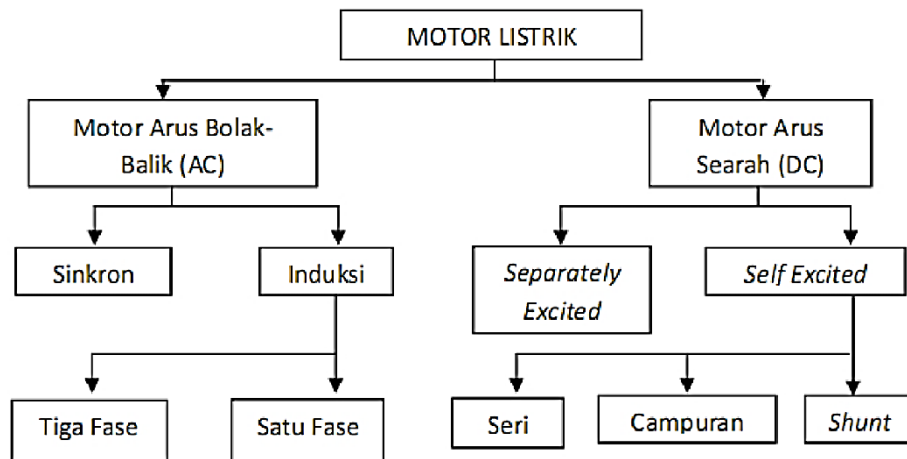 MOTOR LISTRIK
Motor Arus Bolak-
Balik (AC)
Motor Arus
Searah (DC)
Sinkron
Induksi
Separately
Excited
Self Excited
Tiga Fase
Satu Fase
Seri
Campuran
Shunt